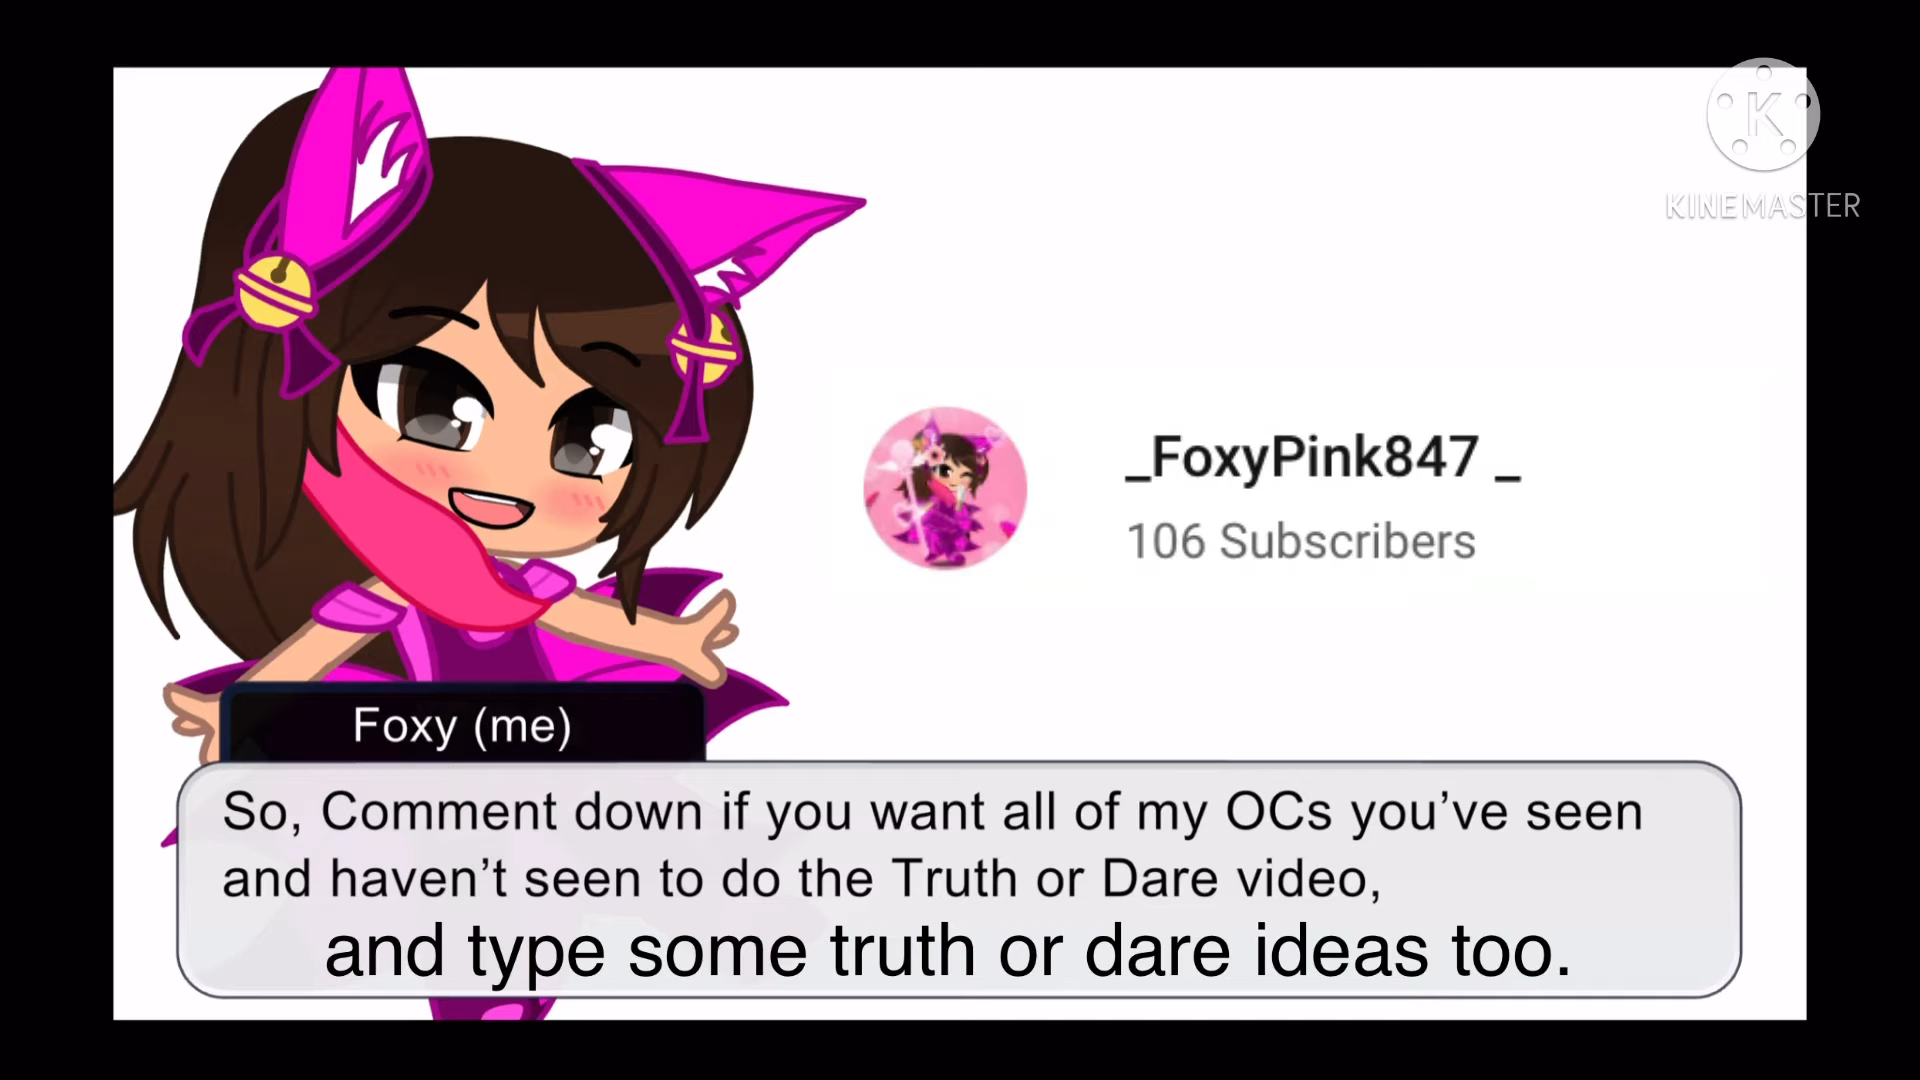 K
KINEMASTER
_FoxyPink847 _
106 Subscribers
Foxy (me)
So, Comment down if you want all of my OCs you’ve seen
and haven’t seen to do the Truth or Dare video,
and type some truth or dare ideas too.